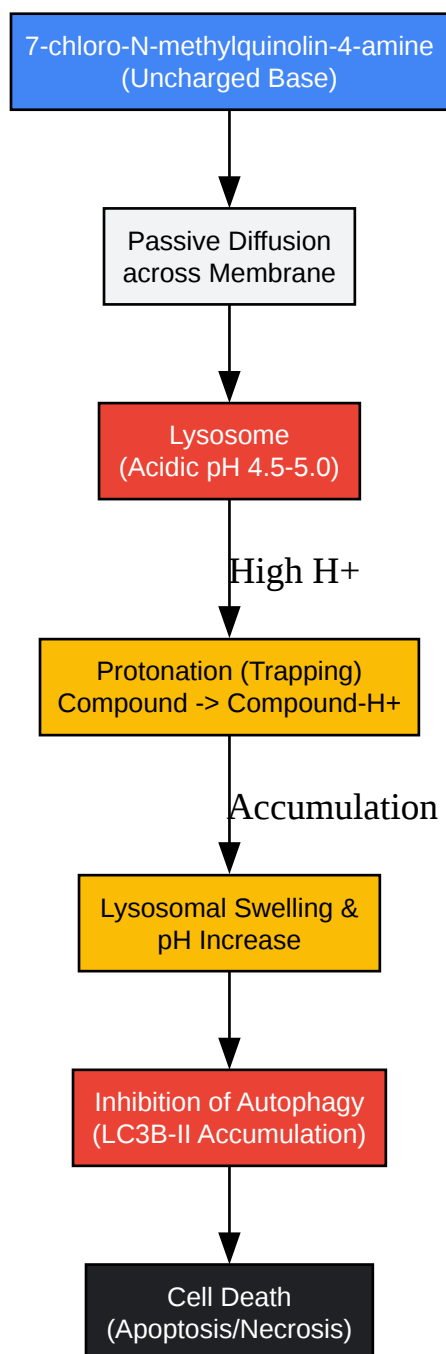 7-chloro-N-methylquinolin-4-amine
(Uncharged Base)
Passive Diffusion
across Membrane
Lysosome
(Acidic pH 4.5-5.0)
High H+
Protonation (Trapping)
Compound -> Compound-H+
Accumulation
Lysosomal Swelling &
pH Increase
Inhibition of Autophagy
(LC3B-II Accumulation)
Cell Death
(Apoptosis/Necrosis)